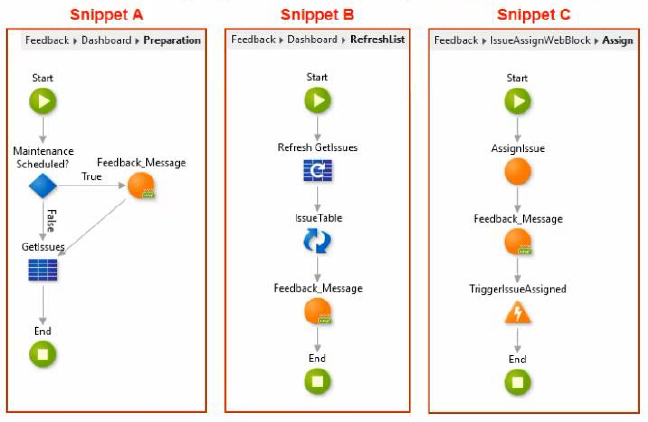 Snippet A
Feedback Dashboard Preparation
Start
Maintenance
Scheduled?
Feedback_Message
True
False
GetIssues
End
Snippet B
Feedback Dashboard RefreshList
Start
Refresh GetIssues
IssueTable
Feedback_Message
End
Snippet C
Feedback IssueAssignWebBlock Assign
Start
AssignIssue
Feedback_Message
TriggerIssueAssigned
End